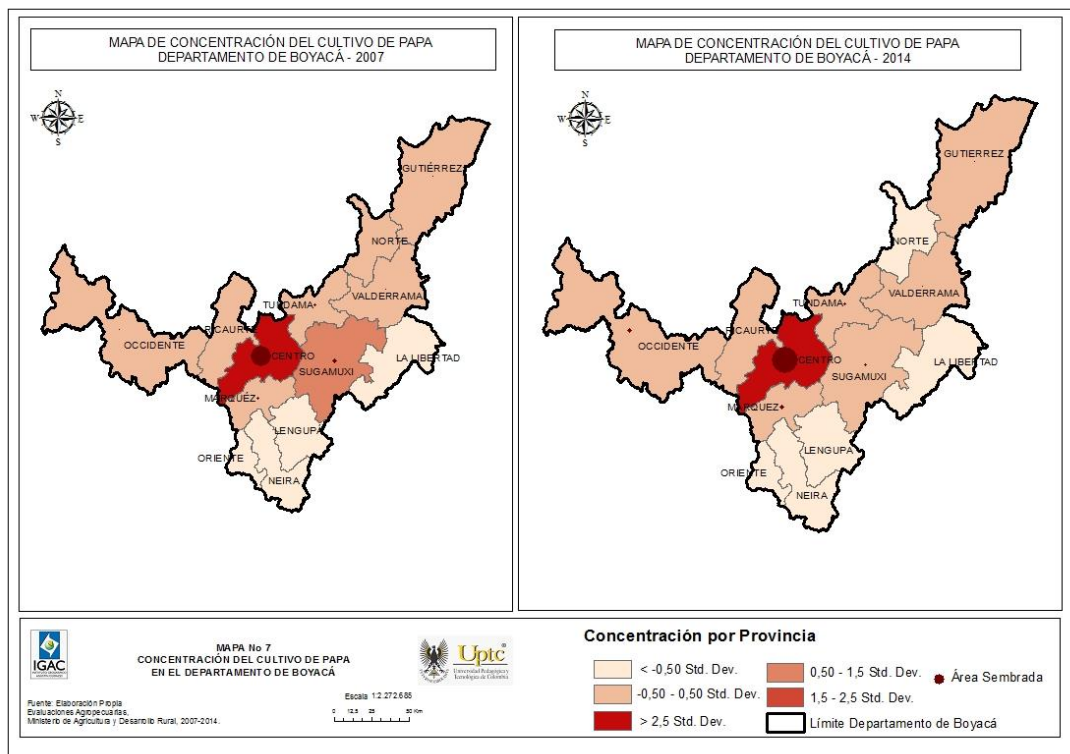 MAPA DE CONCENTRACIÓN DEL CULTIVO DE PAPA
DEPARTAMENTO DE BOYACÁ - 2007
N
W
E
S
GUTIÉRREZ
NORTE
VALDERRAMA
TUNDAMA
RICAURTE
OCCIDENTE
CENTRO
LA LIBERTAD
SUGAMUXI
MÁRQUEZ
LENGUPA
ORIENTE
NEIRA
MAPA DE CONCENTRACIÓN DEL CULTIVO DE PAPA
DEPARTAMENTO DE BOYACÁ - 2014
N
W
E
S
GUTIERREZ
NORTE
VALDERRAMA
TUNDAMA
RICAURTE
OCCIDENTE
CENTRO
LA LIBERTAD
SUGAMUXI
MÁRQUEZ
LENGUPA
ORIENTE
NEIRA
IGAC
MAPA No 7
CONCENTRACIÓN DEL CULTIVO DE PAPA
EN EL DEPARTAMENTO DE BOYACÁ
Uptc
Universidad Pedagógica y
Tecnológica de Colombia
Fuente: Elaboración Propia
Evaluaciones Agropecuarias,
Ministerio de Agricultura y Desarrollo Rural, 2007-2014.
Escala 1:2.272.685
0 12,5 25 50 Km
Concentración por Provincia
< -0,50 Std. Dev.
-0,50 - 0,50 Std. Dev.
> 2,5 Std. Dev.
0,50 - 1,5 Std. Dev.
1,5 - 2,5 Std. Dev.
Límite Departamento de Boyacá
Área Sembrada